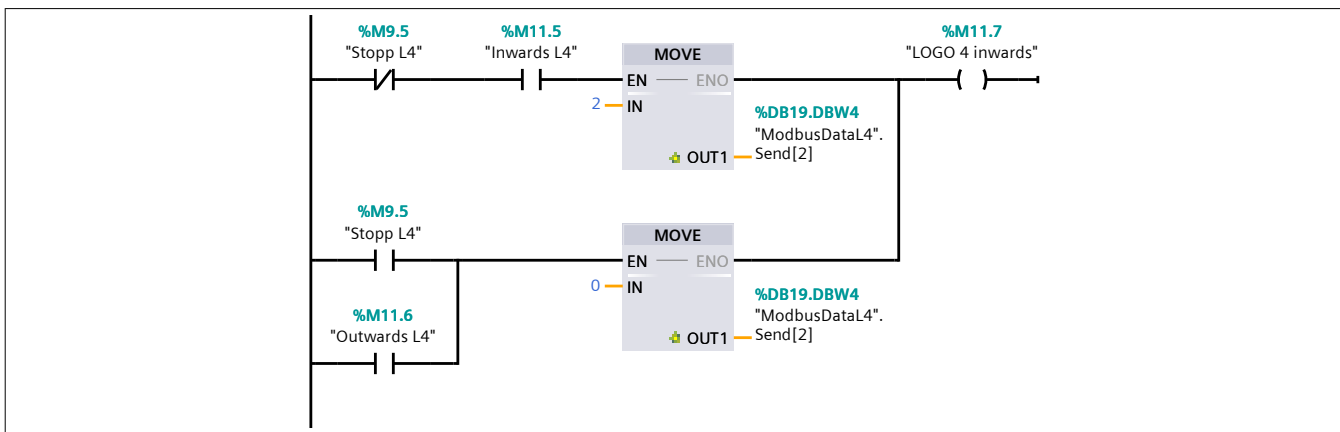 %M9.5
"Stopp L4"
%M11.5
"Inwards L4"
MOVE
EN
ENO
2
IN
OUT1
%DB19.DBW4
"ModbusDataL4".
Send[2]
%M11.7
"LOGO 4 inwards"
%M9.5
"Stopp L4"
%M11.6
"Outwards L4"
MOVE
EN
ENO
0
IN
OUT1
%DB19.DBW4
"ModbusDataL4".
Send[2]